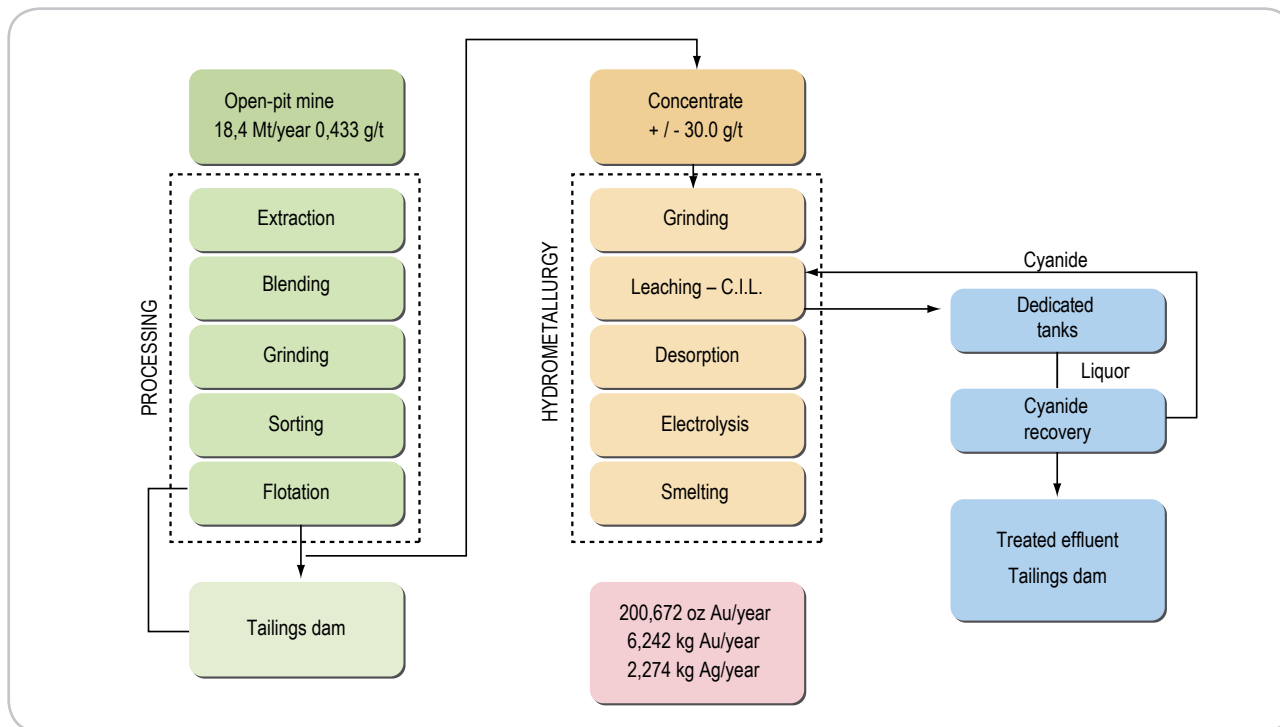 Open-pit mine
18,4 Mt/year 0,433 g/t
PROCESSING
Extraction
Blending
Grinding
Sorting
Flotation
Tailings dam
Concentrate
+ / - 30.0 g/t
HYDROMETALLURGY
Grinding
Leaching – C.I.L.
Desorption
Electrolysis
Smelting
200,672 oz Au/year
6,242 kg Au/year
2,274 kg Ag/year
Cyanide
Dedicated
tanks
Liquor
Cyanide
recovery
Treated effluent
Tailings dam